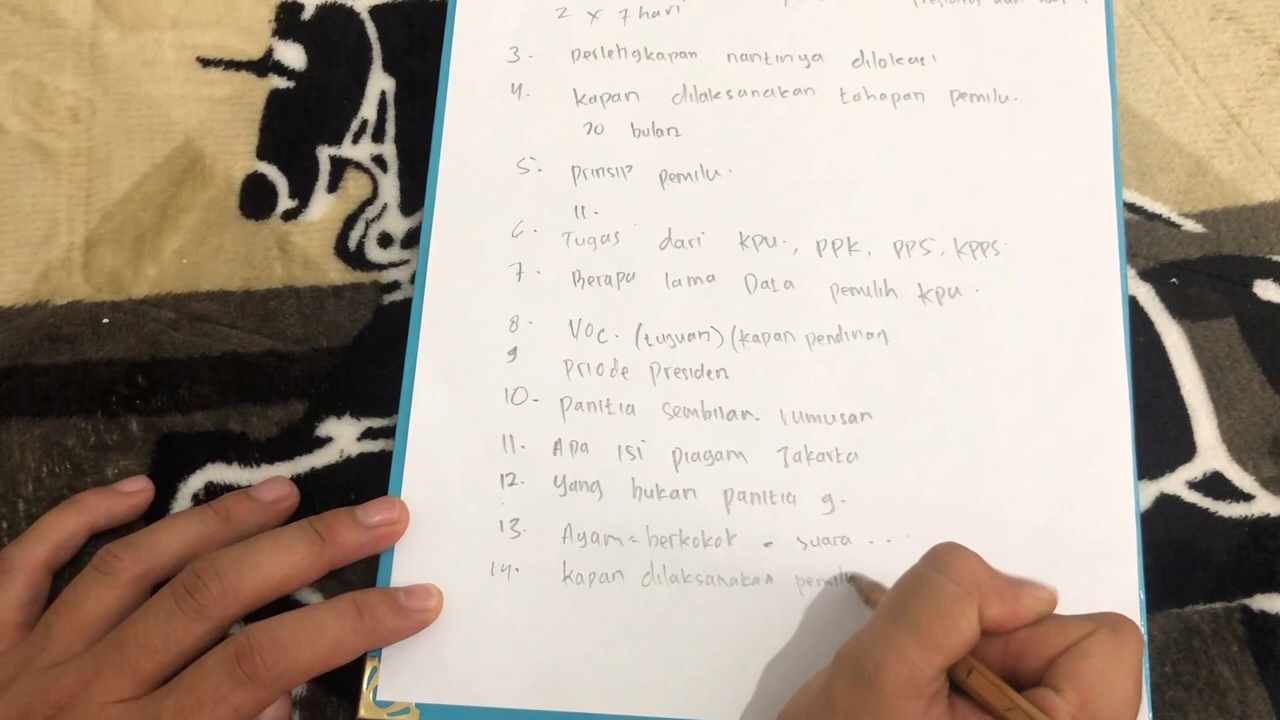 2 x 7 hari
3. perlengkapan nantinya dilokasi
4. kapan dilaksanakan tahapan pemilu.
20 bulan
5. prinsip pemilu.
11.
6. Tugas dari kpu., ppk, pps, kpps
7. Berapa lama Data pemilih kpu.
8. VOC. (tujuan) (kapan pendirian
9 priode presiden
10- panitia sembilan. rumusan
11. Apa isi piagam Jakarta
12. yang bukan panitia 9.
13. Ayam = berkokok = suara ...
14. kapan dilaksanakan pemilu